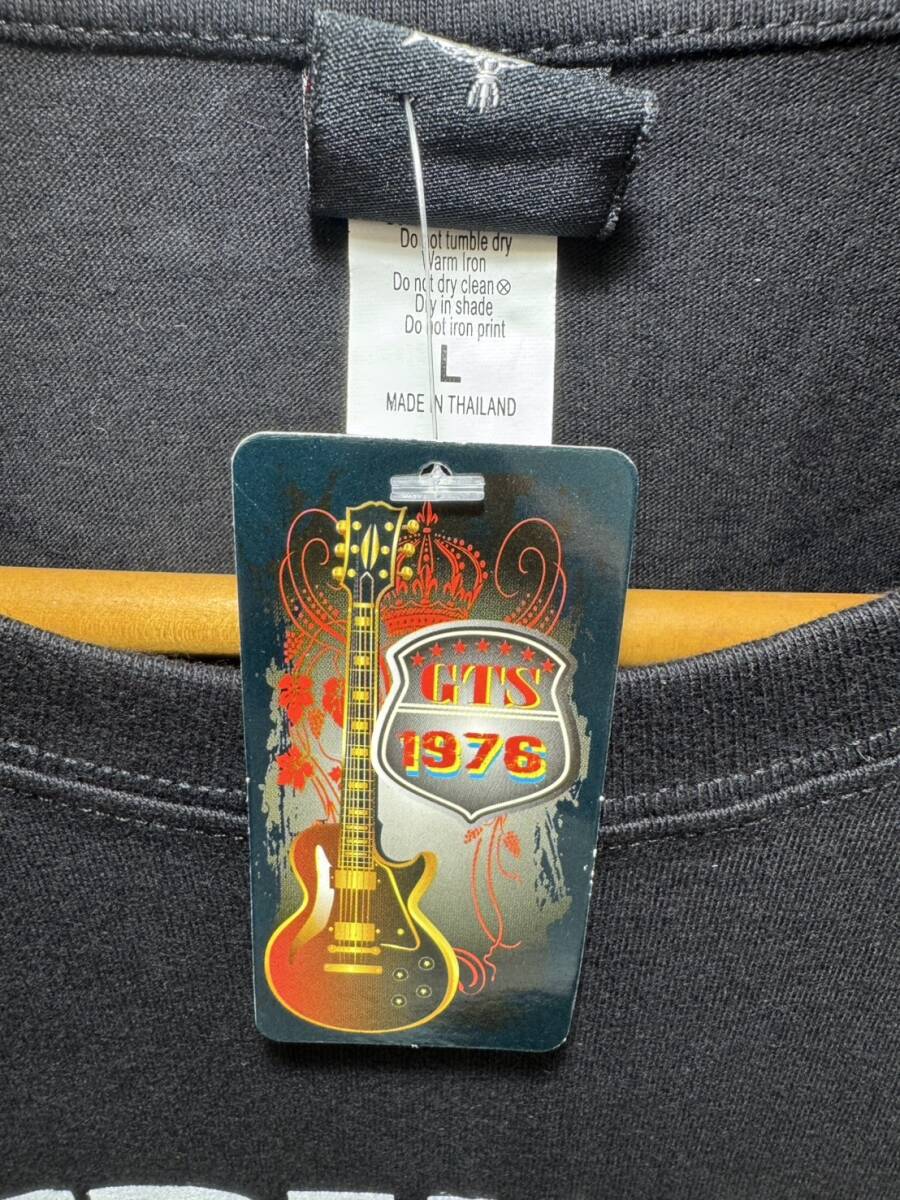 Do not tumble dry
Warm Iron
Do not dry clean
Dry in shade
Do not iron print
L
MADE IN THAILAND
GTS
1976